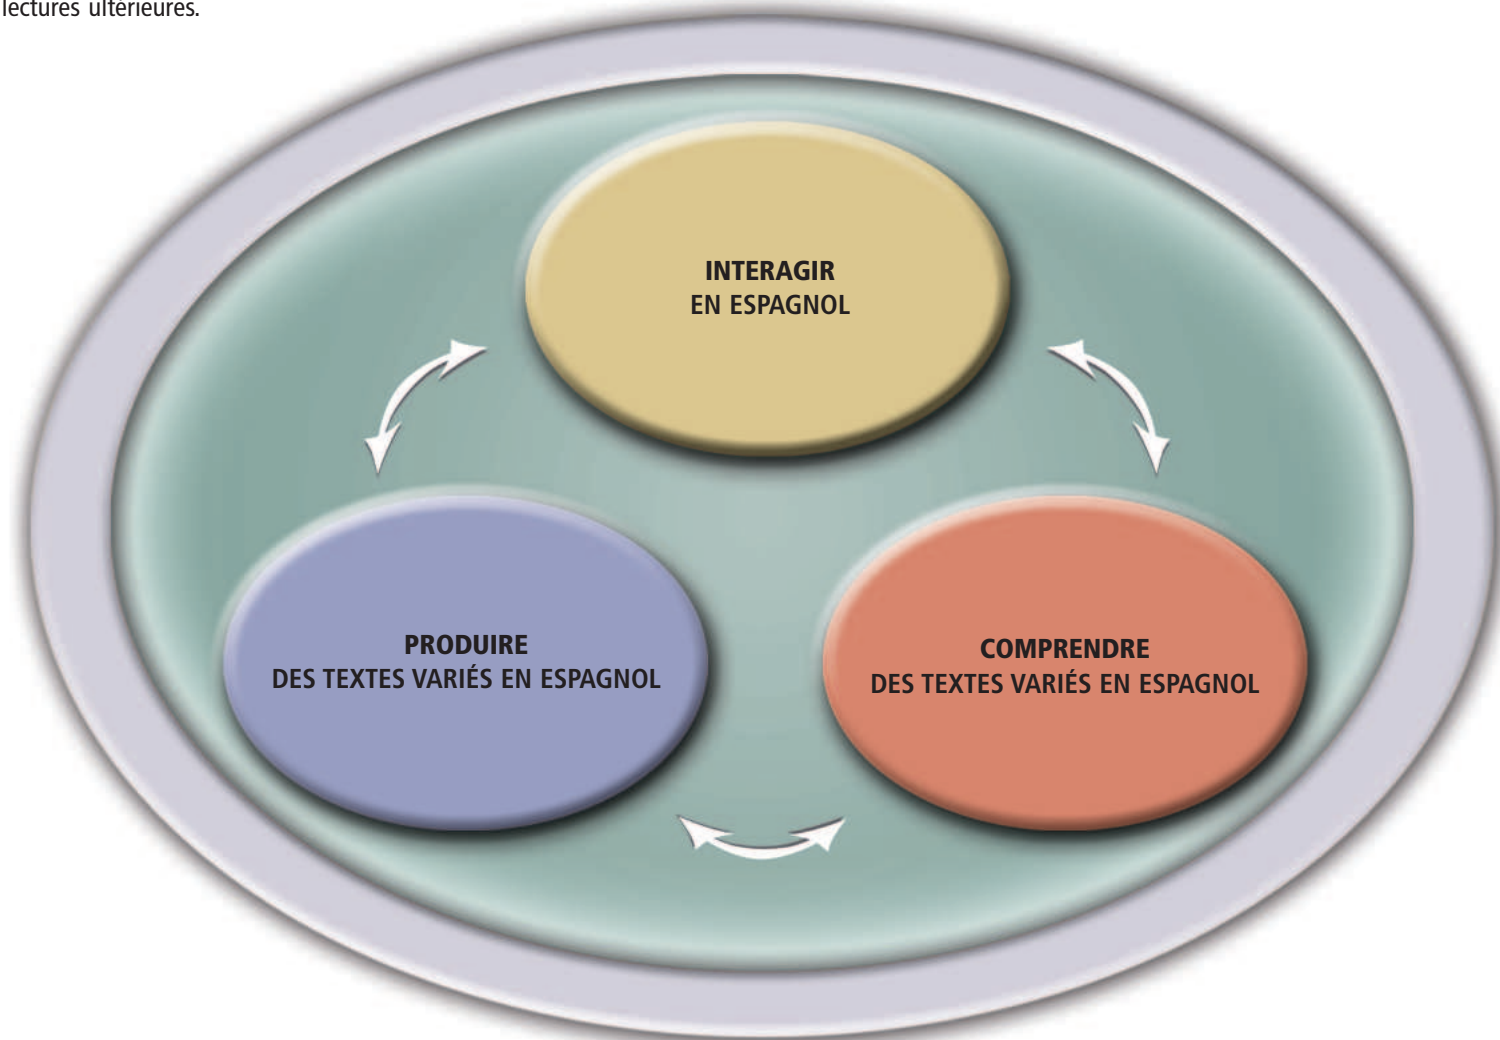 lectures ultérieures.
INTERAGIR
EN ESPAGNOL
PRODUIRE
DES TEXTES VARIÉS EN ESPAGNOL
COMPRENDRE
DES TEXTES VARIÉS EN ESPAGNOL